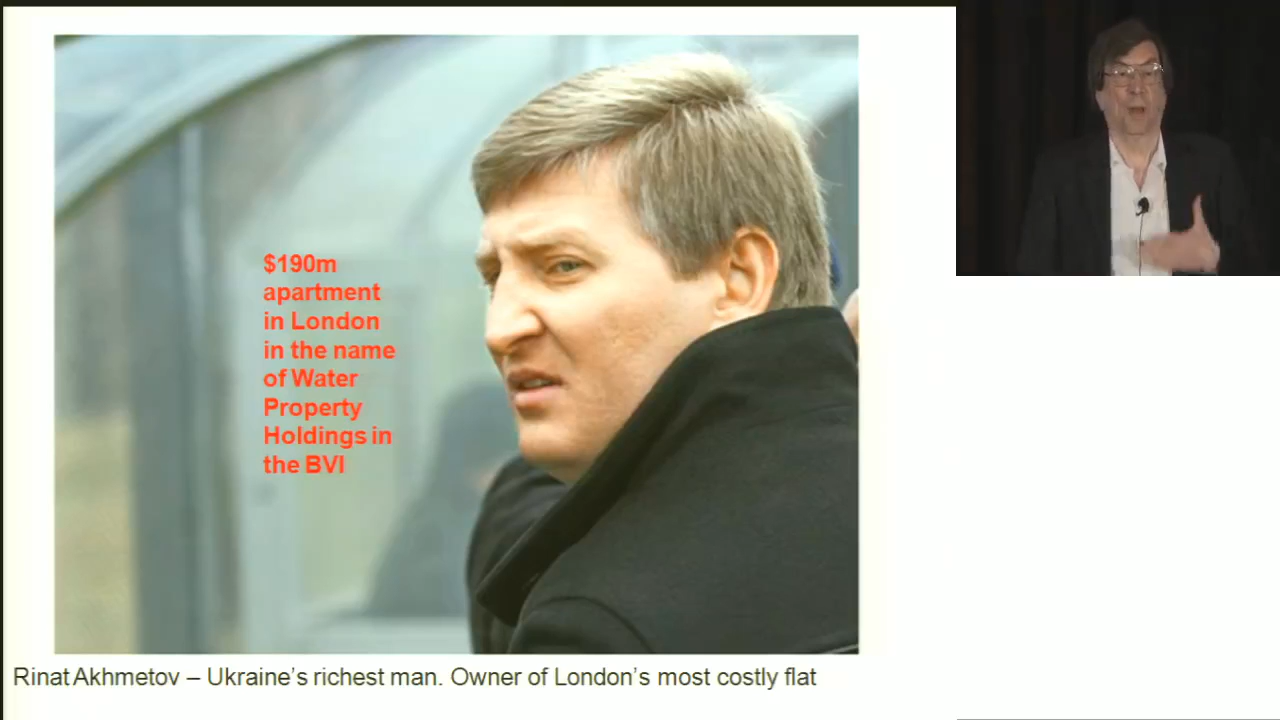 $190m
apartment
in London
in the name
of Water
Property
Holdings in
the BVI
Rinat Akhmetov – Ukraine’s richest man. Owner of London’s most costly flat